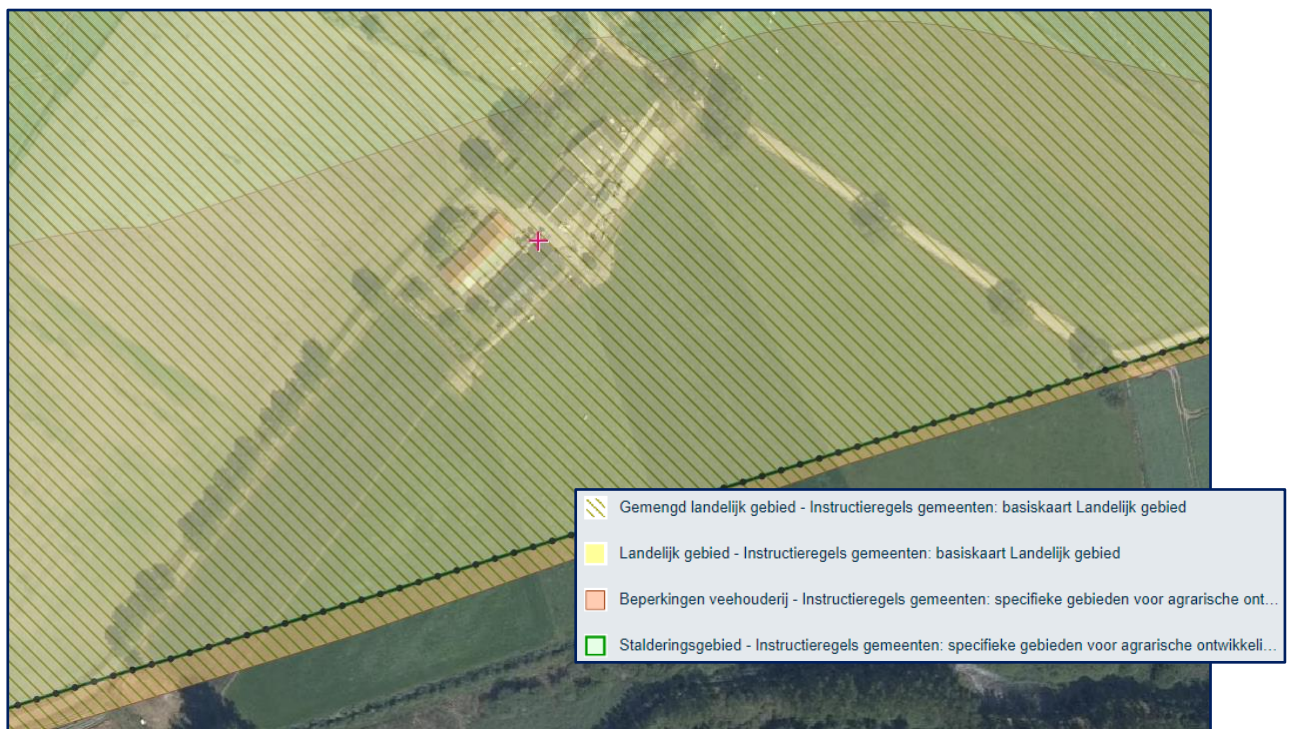 Gemengd landelijk gebied - Instructieregels gemeenten: basiskaart Landelijk gebied
Landelijk gebied - Instructieregels gemeenten: basiskaart Landelijk gebied
Beperkingen veehouderij - Instructieregels gemeenten: specifieke gebieden voor agrarische ont...
Stalderingsgebied - Instructieregels gemeenten: specifieke gebieden voor agrarische ontwikkeli...